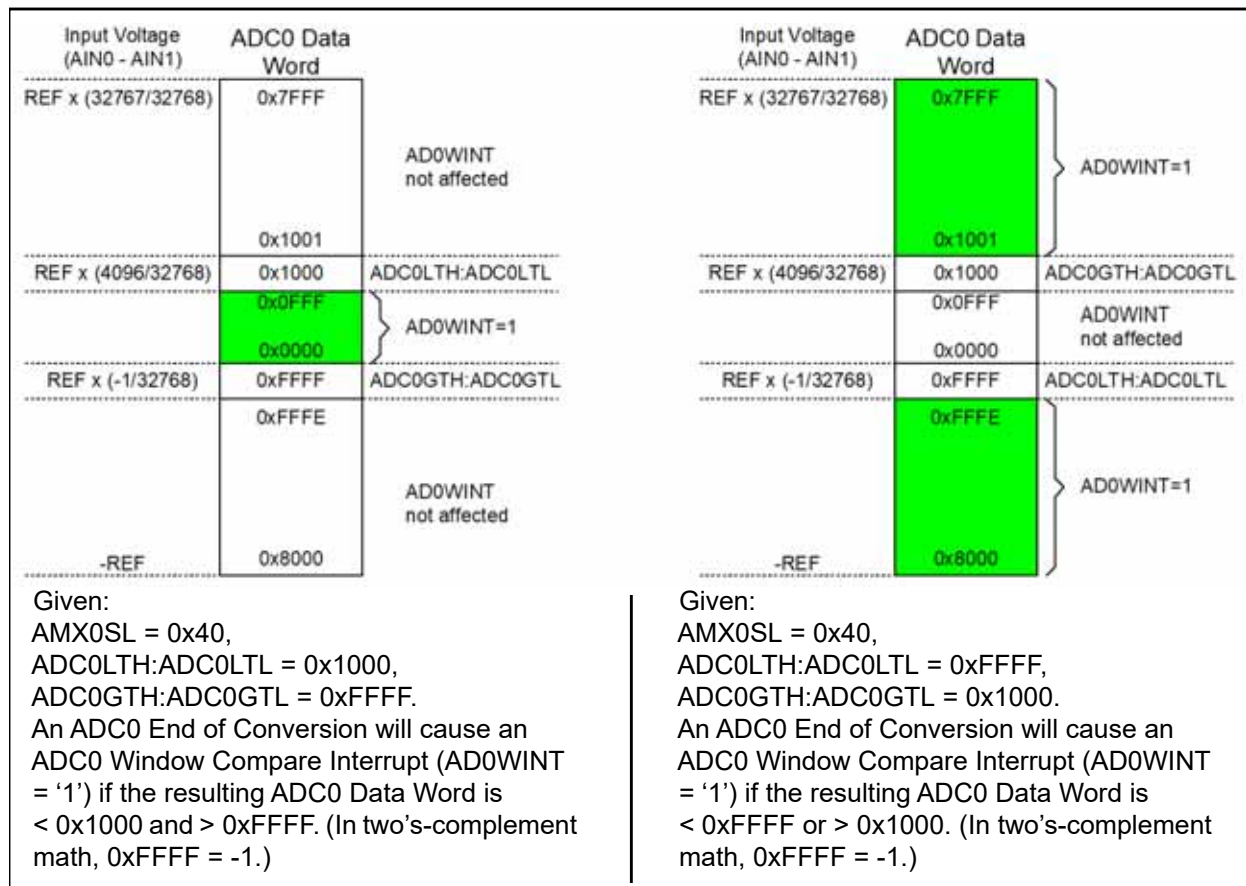 Input Voltage
(AIN0 - AIN1)
ADC0 Data
Word
REF x (32767/32768)
0x7FFF
AD0WINT
not affected
0x1001
REF x (4096/32768)
0x1000
ADC0LTH:ADC0LTL
0x0FFF
AD0WINT=1
0x0000
REF x (-1/32768)
0xFFFF
ADC0GTH:ADC0GTL
0xFFFE
AD0WINT
not affected
-REF
0x8000
Given:
AMX0SL = 0x40,
ADC0LTH:ADC0LTL = 0x1000,
ADC0GTH:ADC0GTL = 0xFFFF.
An ADC0 End of Conversion will cause an
ADC0 Window Compare Interrupt (AD0WINT
= ‘1’) if the resulting ADC0 Data Word is
< 0x1000 and > 0xFFFF. (In two’s-complement
math, 0xFFFF = -1.)
Input Voltage
(AIN0 - AIN1)
ADC0 Data
Word
REF x (32767/32768)
0x7FFF
AD0WINT=1
0x1001
REF x (4096/32768)
0x1000
ADC0GTH:ADC0GTL
0x0FFF
AD0WINT
not affected
0x0000
REF x (-1/32768)
0xFFFF
ADC0LTH:ADC0LTL
0xFFFE
AD0WINT=1
-REF
0x8000
Given:
AMX0SL = 0x40,
ADC0LTH:ADC0LTL = 0xFFFF,
ADC0GTH:ADC0GTL = 0x1000.
An ADC0 End of Conversion will cause an
ADC0 Window Compare Interrupt (AD0WINT
= ‘1’) if the resulting ADC0 Data Word is
< 0xFFFF or > 0x1000. (In two’s-complement
math, 0xFFFF = -1.)